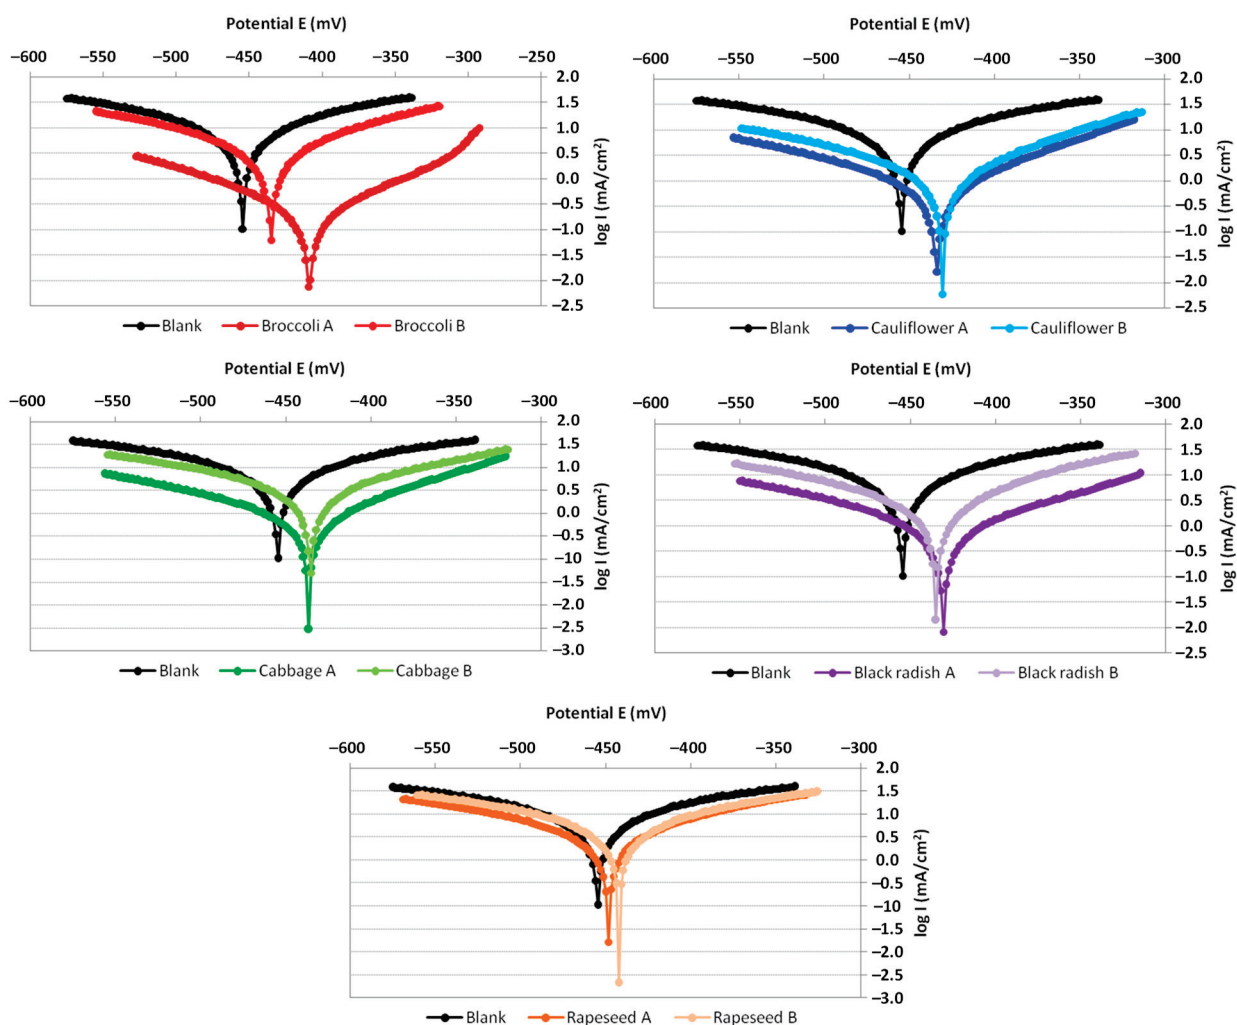 Potential E (mV)
−600 −550 −500 −450 −400 −350 −300 −250
2.0
1.5
1.0
0.5
0.0
−0.5
−1.0
−1.5
−2.0
−2.5
log I (mA/cm²)
Blank Broccoli A Broccoli B
Potential E (mV)
−600 −550 −500 −450 −400 −350 −300
2.0
1.5
1.0
0.5
0.0
−0.5
−1.0
−1.5
−2.0
−2.5
log I (mA/cm²)
Blank Cauliflower A Cauliflower B
Potential E (mV)
−600 −550 −500 −450 −400 −350 −300
2.0
1.5
1.0
0.5
0.0
−0.5
−10
−1.5
−2.0
−2.5
−3.0
log I (mA/cm²)
Blank Cabbage A Cabbage B
Potential E (mV)
−600 −550 −500 −450 −400 −350 −300
2.0
1.5
1.0
0.5
0.0
−0.5
−1.0
−1.5
−2.0
−2.5
log I (mA/cm²)
Blank Black radish A Black radish B
Potential E (mV)
−600 −550 −500 −450 −400 −350 −300
2.0
1.5
1.0
0.5
0.0
−0.5
−10
−1.5
−2.0
−2.5
−3.0
log I (mA/cm²)
Blank Rapeseed A Rapeseed B